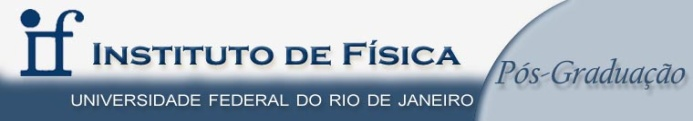 if INSTITUTO DE FÍSICA
Pós-Graduação
UNIVERSIDADE FEDERAL DO RIO DE JANEIRO